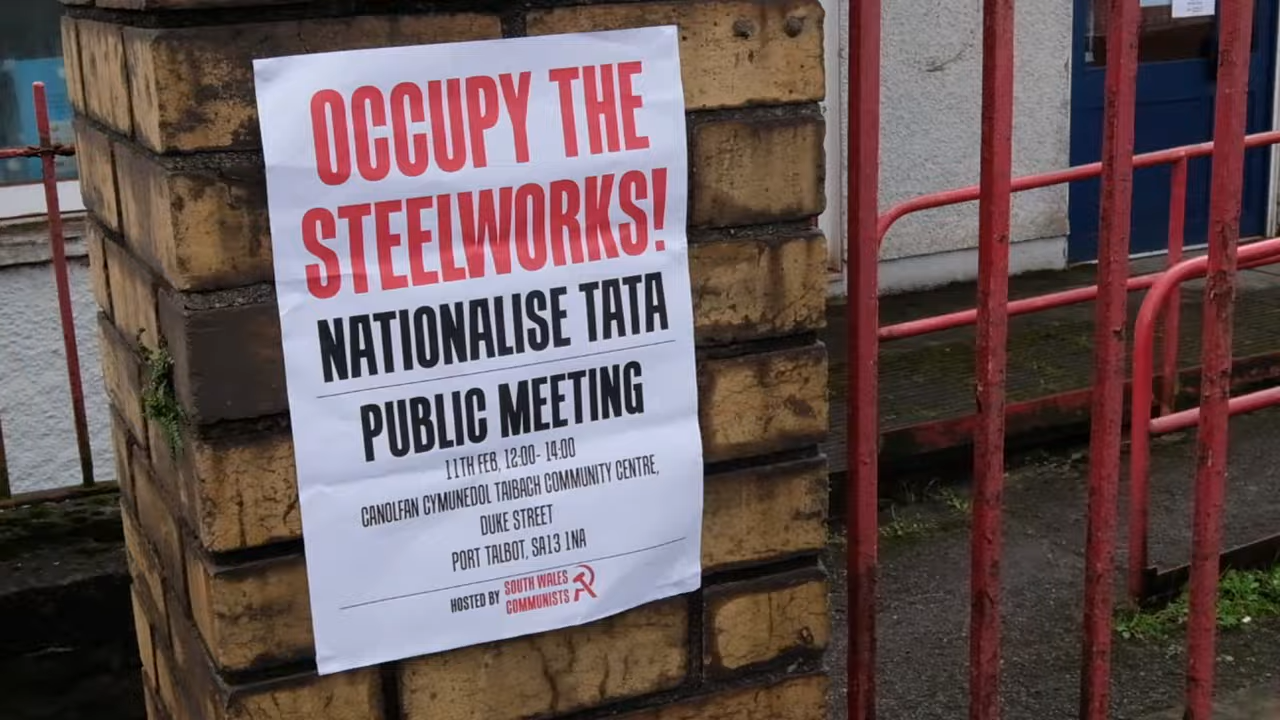 OCCUPY THE
STEELWORKS!
NATIONALISE TATA
PUBLIC MEETING
11TH FEB, 12:00- 14:00
CANOLFAN CYMUNEDOL TAIBACH COMMUNITY CENTRE,
DUKE STREET
PORT TALBOT, SA13 1NA
HOSTED BY SOUTH WALES
COMMUNISTS